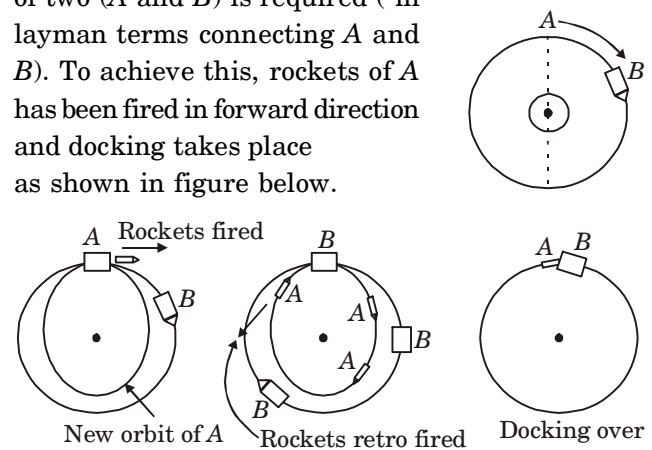 of two (A and B) is required ( in
layman terms connecting A and
B). To achieve this, rockets of A
has been fired in forward direction
and docking takes place
as shown in figure below.
A
B
A Rockets fired
B
New orbit of A
B
A
A
B
A
B
Rockets retro fired
A B
Docking over